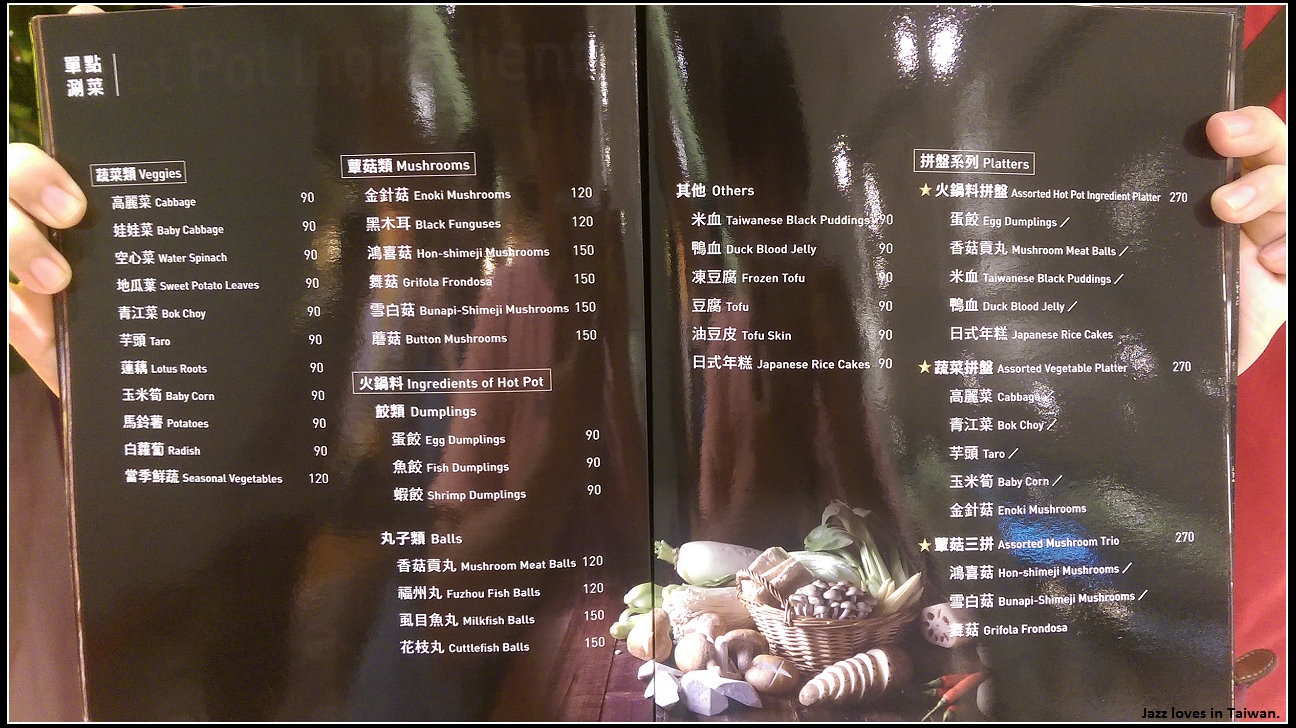 單點
涮菜
Hot Pot Ingredients
蔬菜類 Veggies
高麗菜 Cabbage 90
娃娃菜 Baby Cabbage 90
空心菜 Water Spinach 90
地瓜葉 Sweet Potato Leaves 90
青江菜 Bok Choy 90
芋頭 Taro 90
蓮藕 Lotus Roots 90
玉米筍 Baby Corn 90
馬鈴薯 Potatoes 90
白蘿蔔 Radish 90
當季鮮蔬 Seasonal Vegetables 120
蕈菇類 Mushrooms
金針菇 Enoki Mushrooms 120
黑木耳 Black Funguses 120
鴻喜菇 Hon-shimeji Mushrooms 150
舞菇 Grifola Frondosa 150
雪白菇 Bunapi-Shimeji Mushrooms 150
蘑菇 Button Mushrooms 150
火鍋料 Ingredients of Hot Pot
餃類 Dumplings
蛋餃 Egg Dumplings 90
魚餃 Fish Dumplings 90
蝦餃 Shrimp Dumplings 90
丸子類 Balls
香菇貢丸 Mushroom Meat Balls 120
福州丸 Fuzhou Fish Balls 120
虱目魚丸 Milkfish Balls 150
花枝丸 Cuttlefish Balls 150
其他 Others
米血 Taiwanese Black Puddings 90
鴨血 Duck Blood Jelly 90
凍豆腐 Frozen Tofu 90
豆腐 Tofu 90
油豆皮 Tofu Skin 90
日式年糕 Japanese Rice Cakes 90
拼盤系列 Platters
★火鍋料拼盤 Assorted Hot Pot Ingredient Platter 270
蛋餃 Egg Dumplings /
香菇貢丸 Mushroom Meat Balls /
米血 Taiwanese Black Puddings /
鴨血 Duck Blood Jelly /
日式年糕 Japanese Rice Cakes
★蔬菜拼盤 Assorted Vegetable Platter 270
高麗菜 Cabbage /
青江菜 Bok Choy /
芋頭 Taro /
玉米筍 Baby Corn /
金針菇 Enoki Mushrooms
★蕈菇三拼 Assorted Mushroom Trio 270
鴻喜菇 Hon-shimeji Mushrooms /
雪白菇 Bunapi-Shimeji Mushrooms /
舞菇 Grifola Frondosa
Jazz loves in Taiwan.